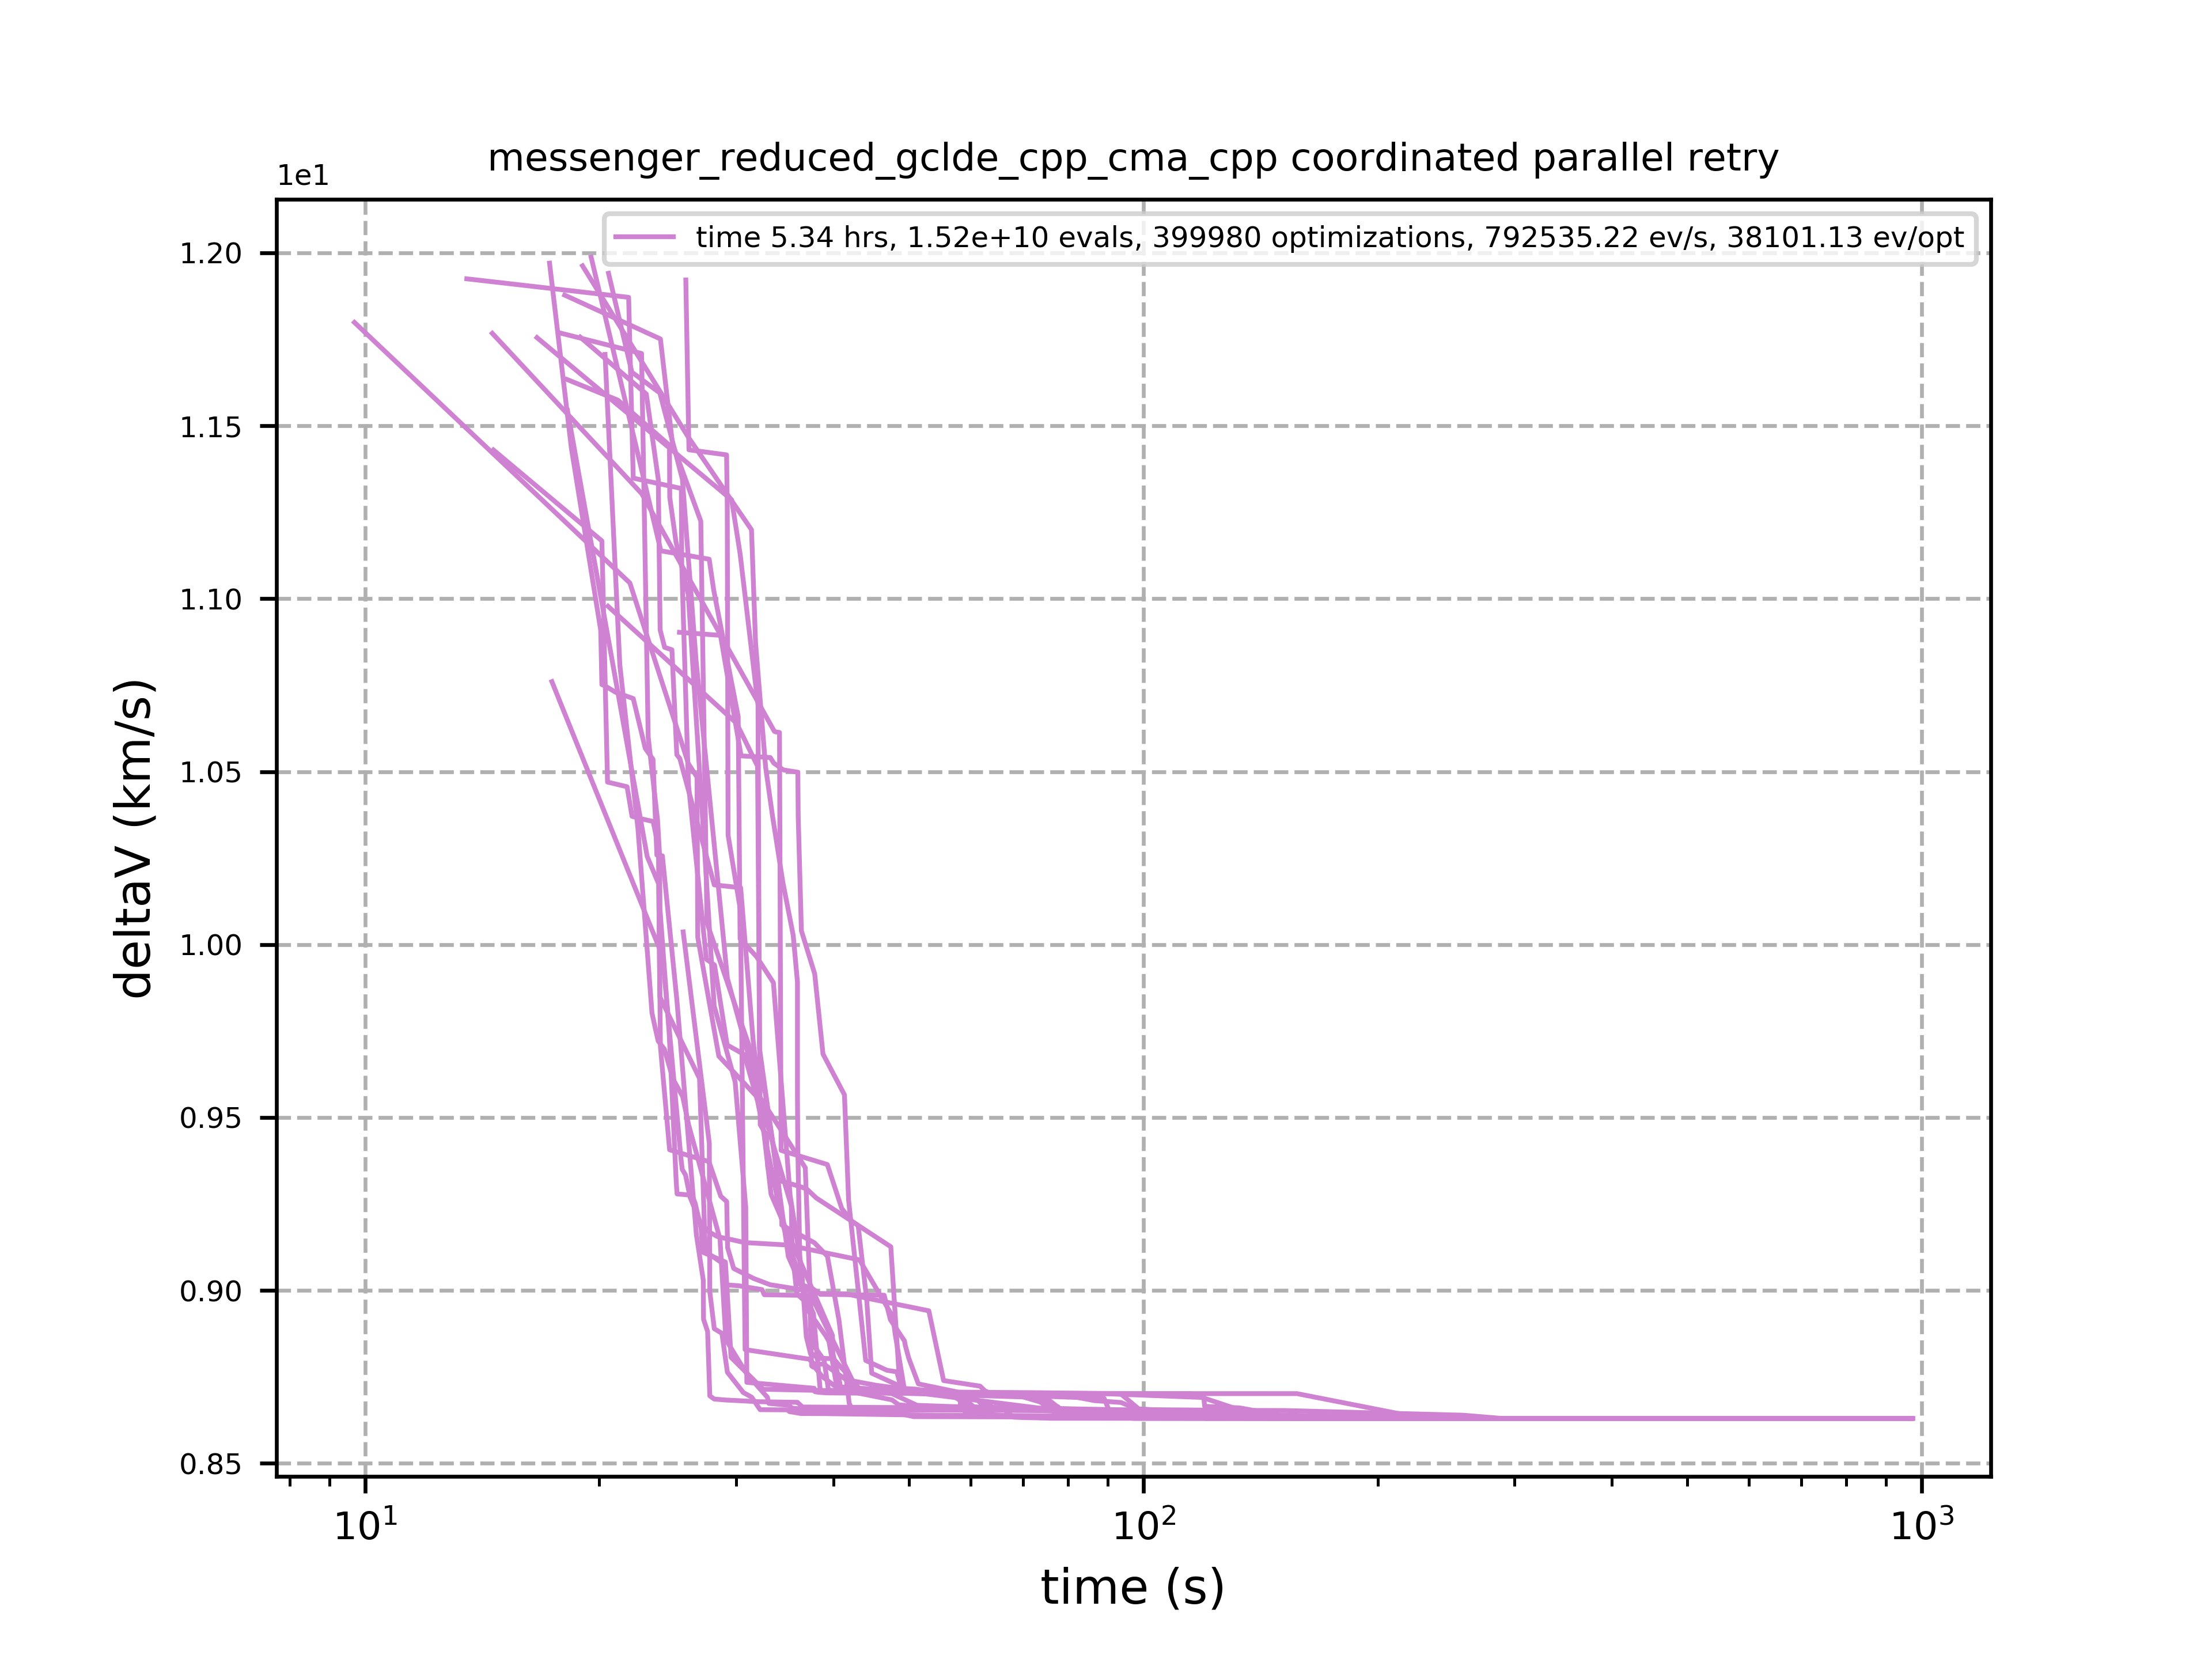 messenger_reduced_gclde_cpp_cma_cpp coordinated parallel retry
1e1
time 5.34 hrs, 1.52e+10 evals, 399980 optimizations, 792535.22 ev/s, 38101.13 ev/opt
1.20
1.15
1.10
1.05
1.00
0.95
0.90
0.85
deltaV (km/s)
10¹ 10² 10³
time (s)